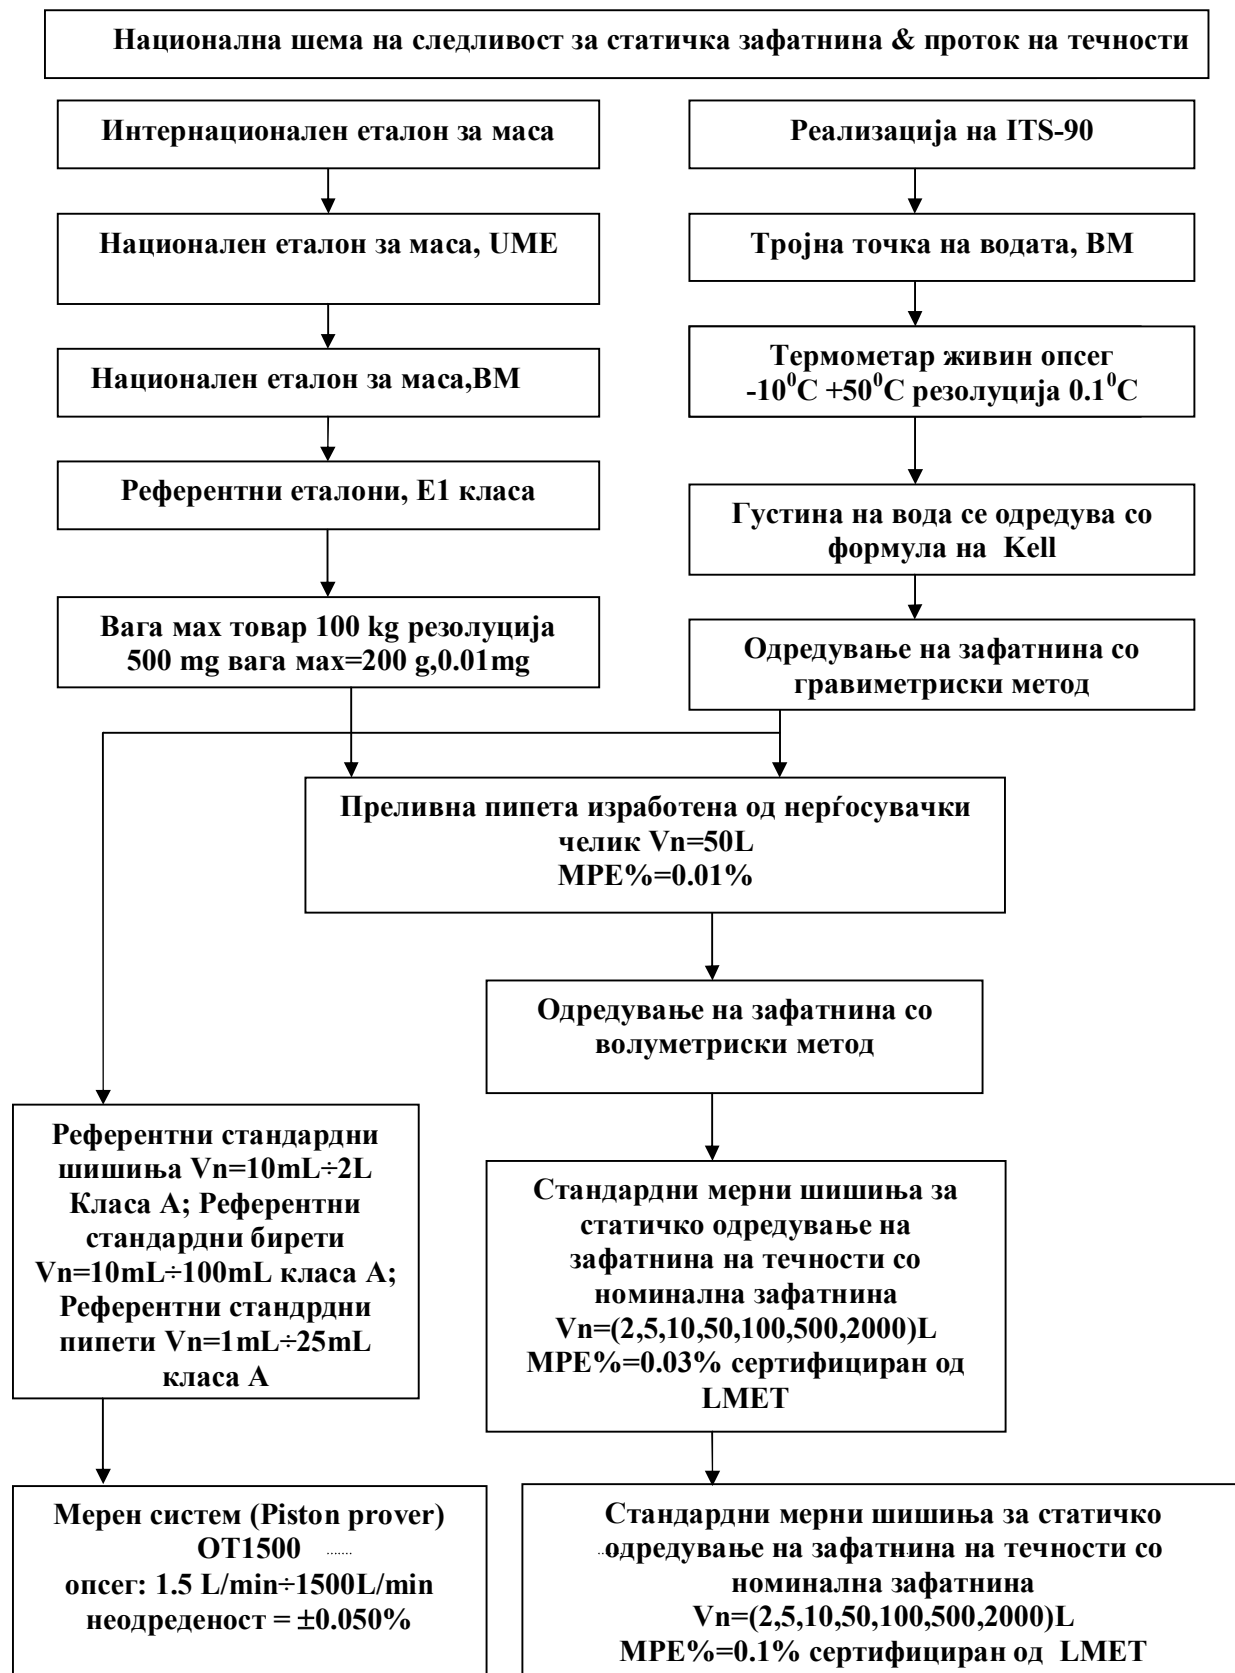 Национална шема на следливост за статичка зафатнина & проток на течности
Интернационален еталон за маса
Реализација на ITS-90
Национален еталон за маса, UME
Тројна точка на водата, BM
Национален еталон за маса,BM
Термометар живин опсег
-10⁰C +50⁰C резолуција 0.1⁰C
Референтни еталони, E1 класа
Густина на вода се одредува со
формула на Kell
Вага мах товар 100 kg резолуција
500 mg вага мах=200 g,0.01mg
Одредување на зафатнина со
гравиметриски метод
Преливна пипета изработена од нерѓосувачки
челик Vn=50L
MPE%=0.01%
Одредување на зафатнина со
волуметриски метод
Референтни стандардни
шишиња Vn=10mL÷2L
Класа А; Референтни
стандардни бирети
Vn=10mL÷100mL класа А;
Референтни стандрдни
пипети Vn=1mL÷25mL
класа А
Стандардни мерни шишиња за
статичко одредување на
зафатнина на течности со
номинална зафатнина
Vn=(2,5,10,50,100,500,2000)L
MPE%=0.03% сертифициран од
LMET
Мерен систем (Piston prover)
OT1500
опсег: 1.5 L/min÷1500L/min
неодреденост = ±0.050%
Стандардни мерни шишиња за статичко
одредување на зафатнина на течности со
номинална зафатнина
Vn=(2,5,10,50,100,500,2000)L
MPE%=0.1% сертифициран од LMET